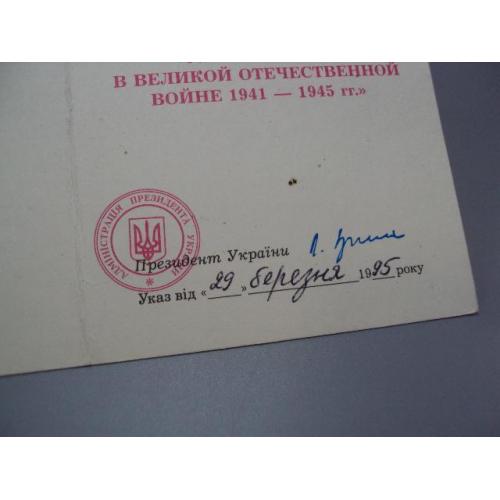 В ВЕЛИКОЙ ОТЕЧЕСТВЕННОЙ
ВОЙНЕ 1941 — 1945 гг.»
АДМІНІСТРАЦІЯ ПРЕЗИДЕНТА УКРАЇНИ
Президент України
Указ від «29» березня 1995 року